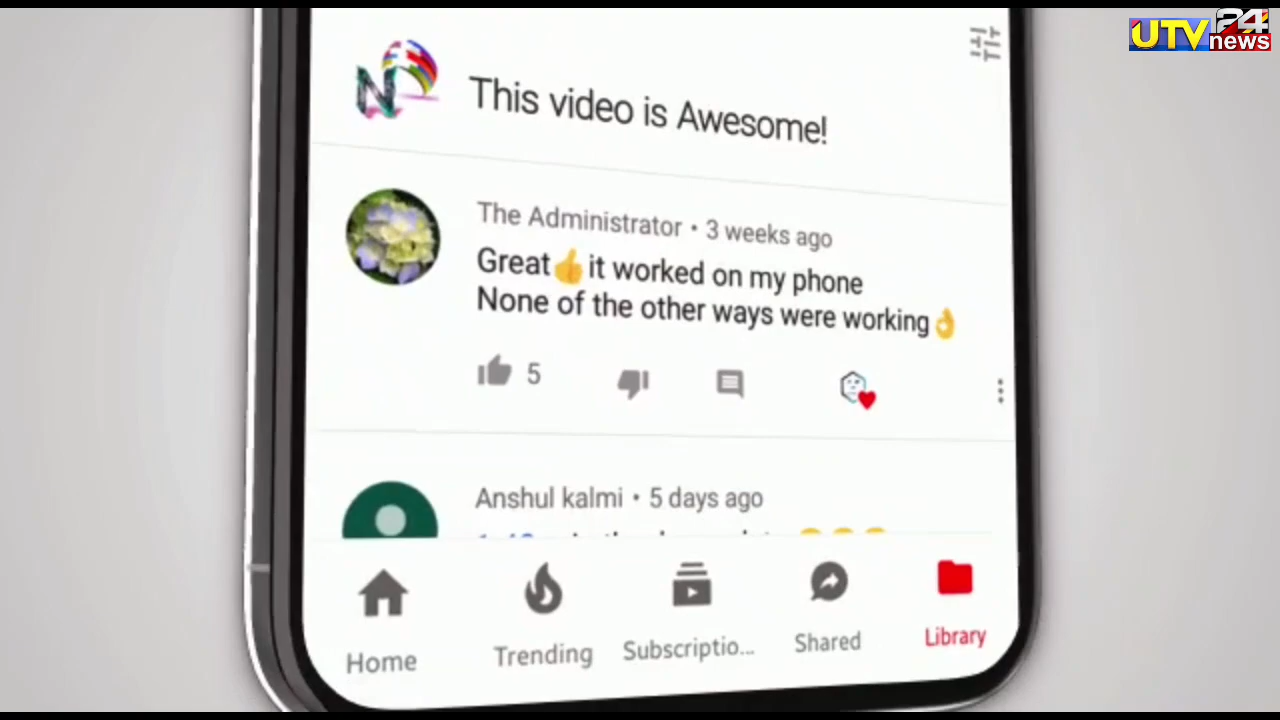 UTV 24 news
This video is Awesome!
The Administrator • 3 weeks ago
Great👍it worked on my phone
None of the other ways were working👌
5
Anshul kalmi • 5 days ago
Home
Trending
Subscriptio...
Shared
Library